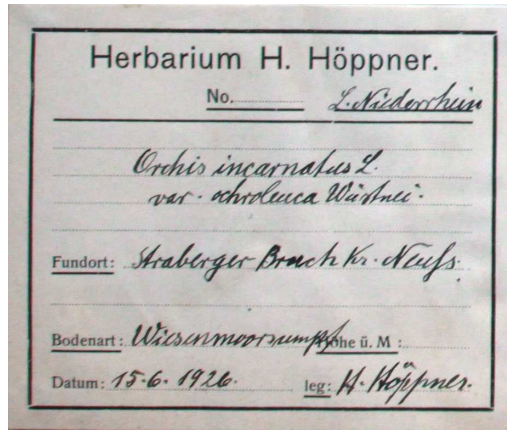 Herbarium H. Höppner.
No. L. Niederrhein
Orchis incarnatus L.
var. ochroleuca Wüstnei.
Fundort: Straberger Bruch Kr. Neuss.
Bodenart: Wiesenmoorsumpf Höhe ü. M:
Datum: 15.6.1926. leg: H. Höppner.